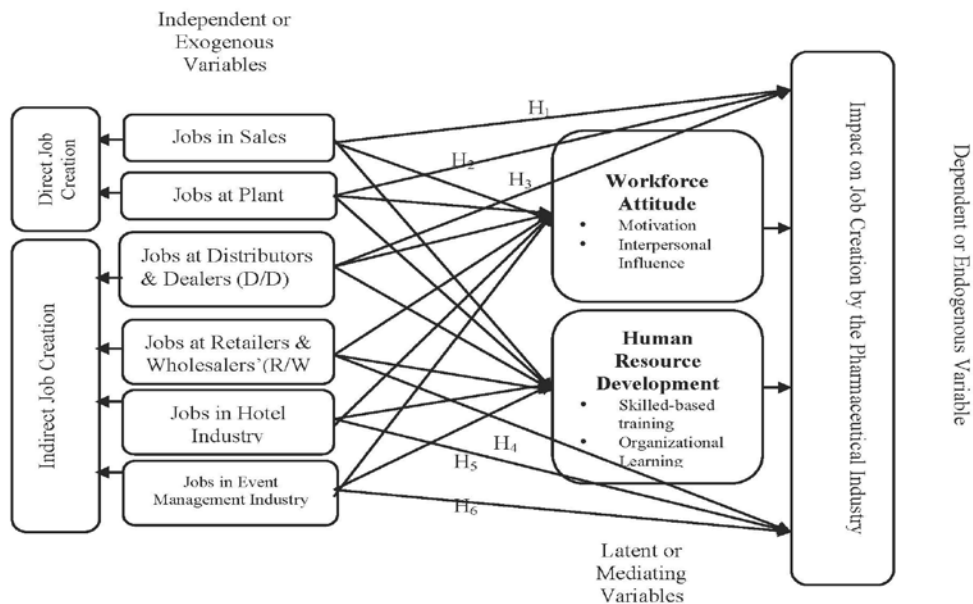 Independent or
Exogenous
Variables
Direct Job
Creation
Indirect Job Creation
Jobs in Sales
Jobs at Plant
Jobs at Distributors
& Dealers (D/D)
Jobs at Retailers &
Wholesalers'(R/W
Jobs in Hotel
Industry
Jobs in Event
Management Industry
H1
H2
H3
H4
H5
H6
Workforce
Attitude
• Motivation
• Interpersonal
Influence
Human
Resource
Development
• Skilled-based
training
• Organizational
Learning
Latent or
Mediating
Variables
Impact on Job Creation by the Pharmaceutical Industry
Dependent or Endogenous Variable